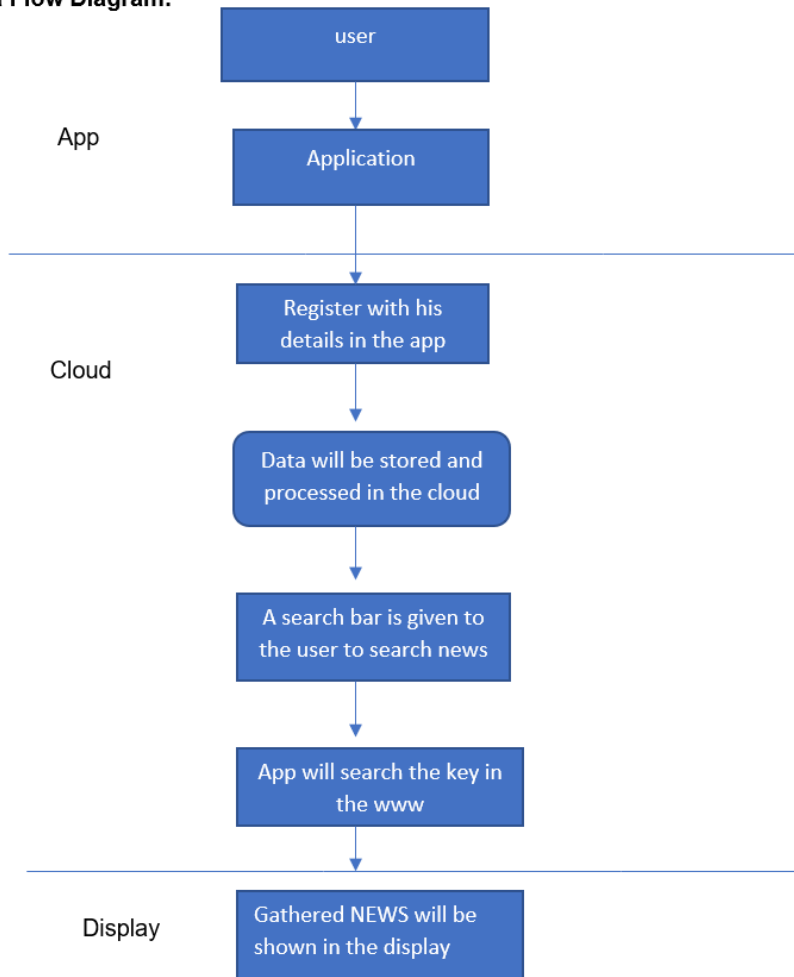 Flow Diagram:
user
App
Application
Register with his
details in the app
Cloud
Data will be stored and
processed in the cloud
A search bar is given to
the user to search news
App will search the key in
the www
Gathered NEWS will be
shown in the display
Display